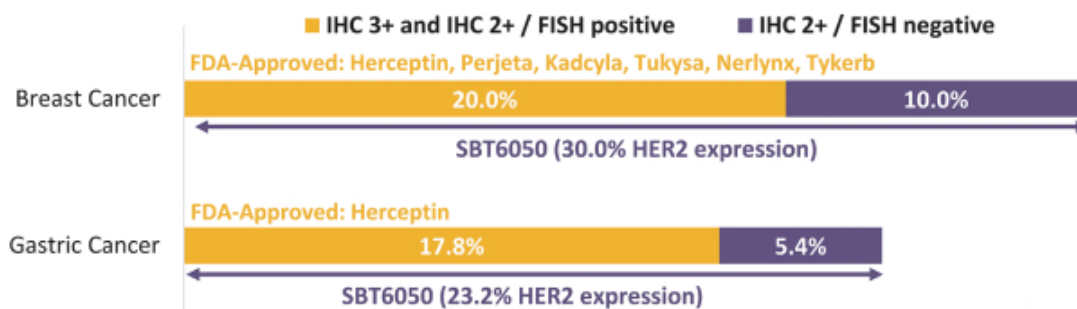 IHC 3+ and IHC 2+ / FISH positive
IHC 2+ / FISH negative
FDA-Approved: Herceptin, Perjeta, Kadcyla, Tukysa, Nerlynx, Tykerb
Breast Cancer
20.0%
10.0%
SBT6050 (30.0% HER2 expression)
FDA-Approved: Herceptin
Gastric Cancer
17.8%
5.4%
SBT6050 (23.2% HER2 expression)